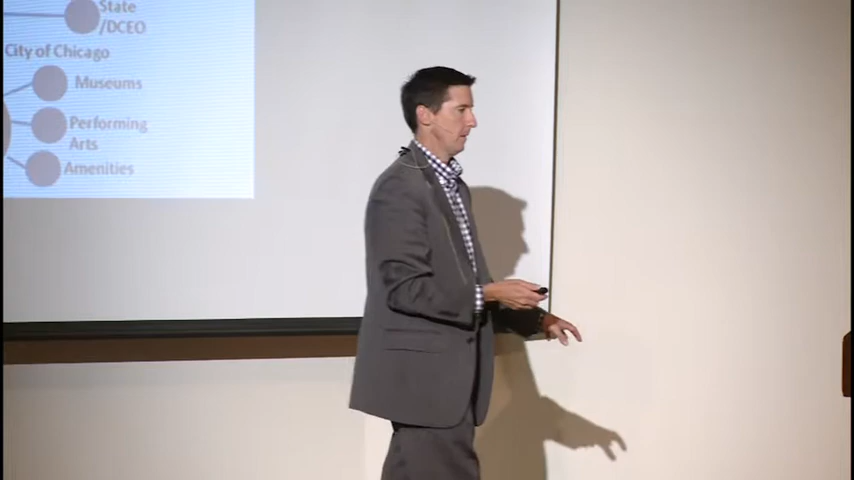 State
/DCEO
City of Chicago
Museums
Performing
Arts
Amenities